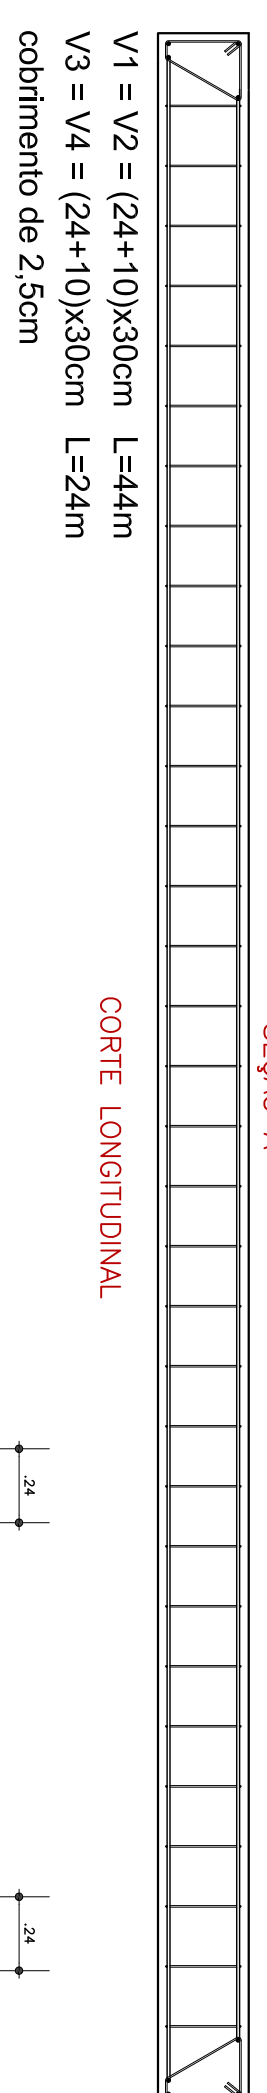 V1 = V2 = (24+10)x30cm L=44m
V3 = V4 = (24+10)x30cm L=24m
cobrimento de 2,5cm
CORTE LONGITUDINAL
.24
.24